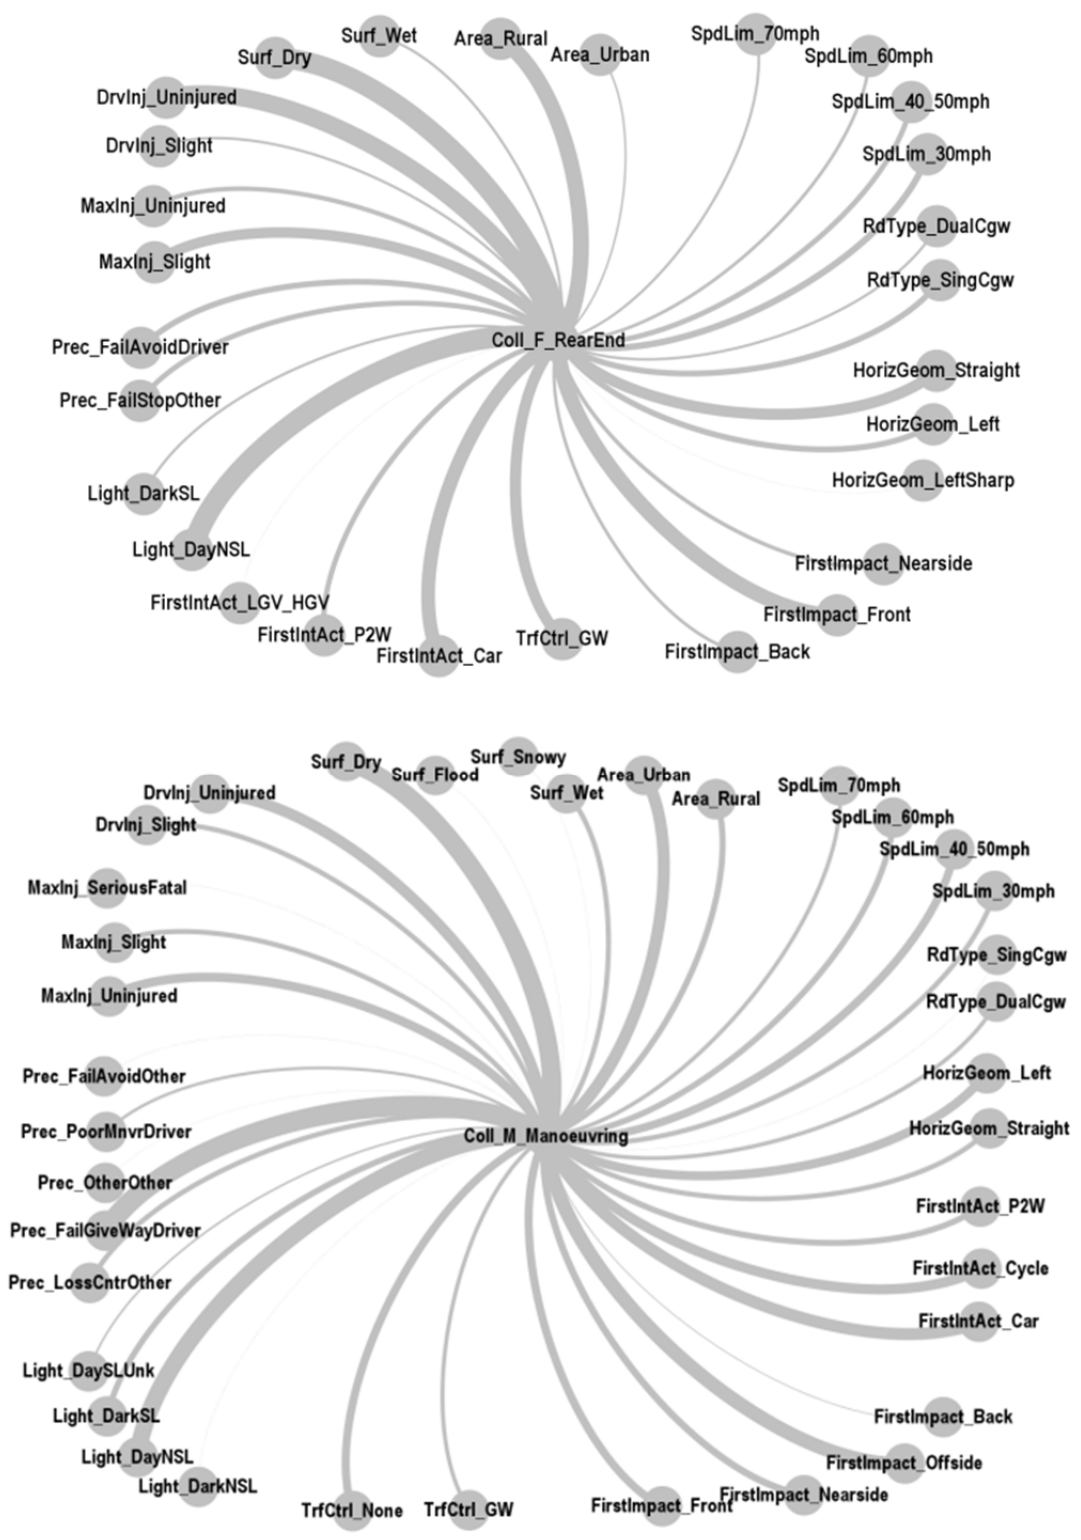 Surf_Wet
Area_Rural
SpdLim_70mph
Surf_Dry
Area_Urban
SpdLim_60mph
DrvInj_Uninjured
SpdLim_40_50mph
DrvInj_Slight
SpdLim_30mph
MaxInj_Uninjured
RdType_DualCgw
MaxInj_Slight
RdType_SingCgw
Coll_F_RearEnd
Prec_FailAvoidDriver
HorizGeom_Straight
Prec_FailStopOther
HorizGeom_Left
Light_DarkSL
HorizGeom_LeftSharp
Light_DayNSL
FirstImpact_Nearside
FirstIntAct_LGV_HGV
FirstImpact_Front
FirstIntAct_P2W
TrfCtrl_GW
FirstIntAct_Car
FirstImpact_Back
Surf_Dry
Surf_Snowy
Surf_Flood
Area_Urban
SpdLim_70mph
DrvInj_Uninjured
Surf_Wet
Area_Rural
SpdLim_60mph
DrvInj_Slight
SpdLim_40_50mph
MaxInj_SeriousFatal
SpdLim_30mph
MaxInj_Slight
RdType_SingCgw
MaxInj_Uninjured
RdType_DualCgw
Prec_FailAvoidOther
HorizGeom_Left
Prec_PoorMnvrDriver
HorizGeom_Straight
Coll_M_Manoeuvring
Prec_OtherOther
FirstIntAct_P2W
Prec_FailGiveWayDriver
FirstIntAct_Cycle
Prec_LossCntrOther
FirstIntAct_Car
Light_DaySLUnk
Light_DarkSL
FirstImpact_Back
Light_DayNSL
FirstImpact_Offside
Light_DarkNSL
FirstImpact_Nearside
TrfCtrl_None
TrfCtrl_GW
FirstImpact_Front